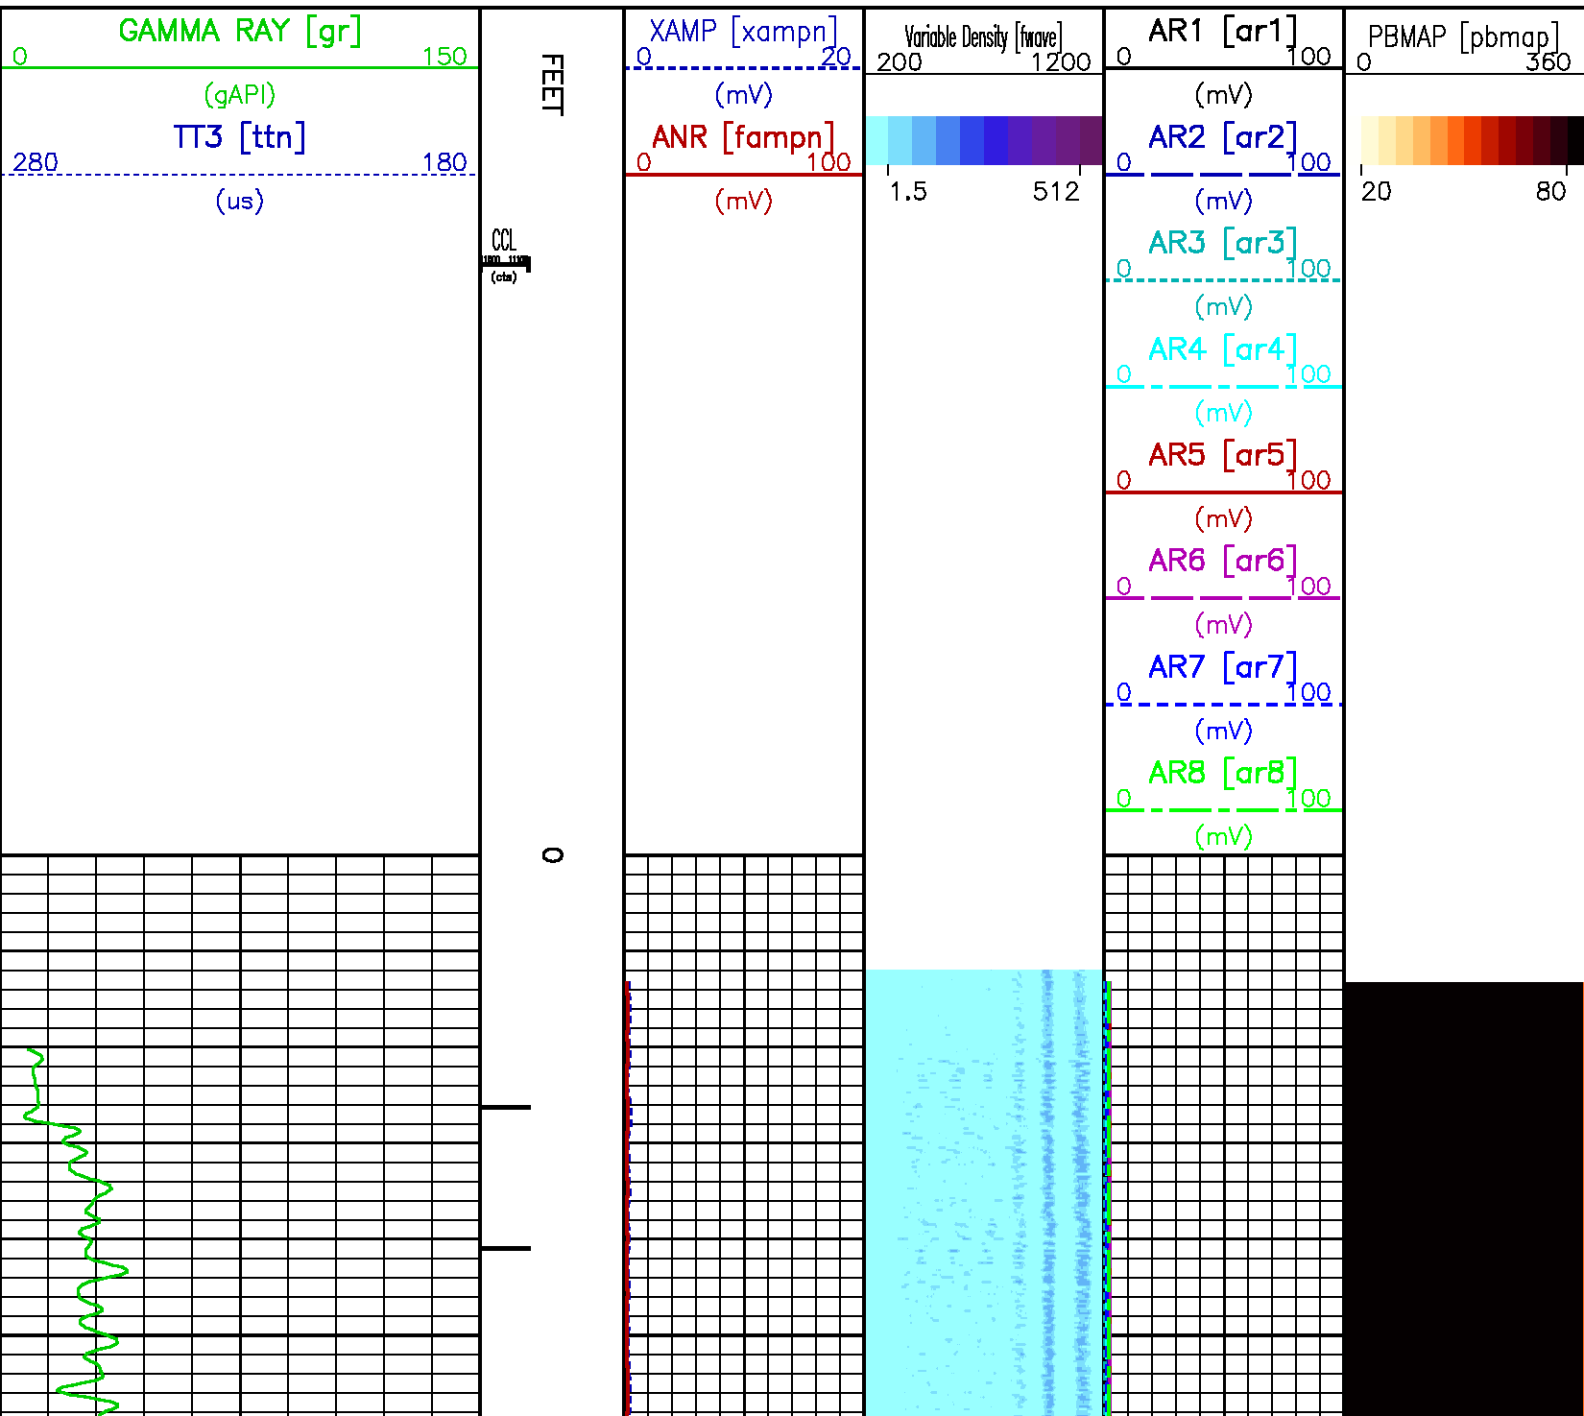 GAMMA RAY [gr]
0 150
(gAPI)
TT3 [ttn]
280 180
(us)
FEET
CCL
(cts)
0
XAMP [xampn]
0 20
(mV)
ANR [fampn]
0 100
(mV)
Variable Density [fwave]
200 1200
1.5 512
AR1 [ar1]
0 100
(mV)
AR2 [ar2]
0 100
(mV)
AR3 [ar3]
0 100
(mV)
AR4 [ar4]
0 100
(mV)
AR5 [ar5]
0 100
(mV)
AR6 [ar6]
0 100
(mV)
AR7 [ar7]
0 100
(mV)
AR8 [ar8]
0 100
(mV)
PBMAP [pbmap]
0 360
20 80